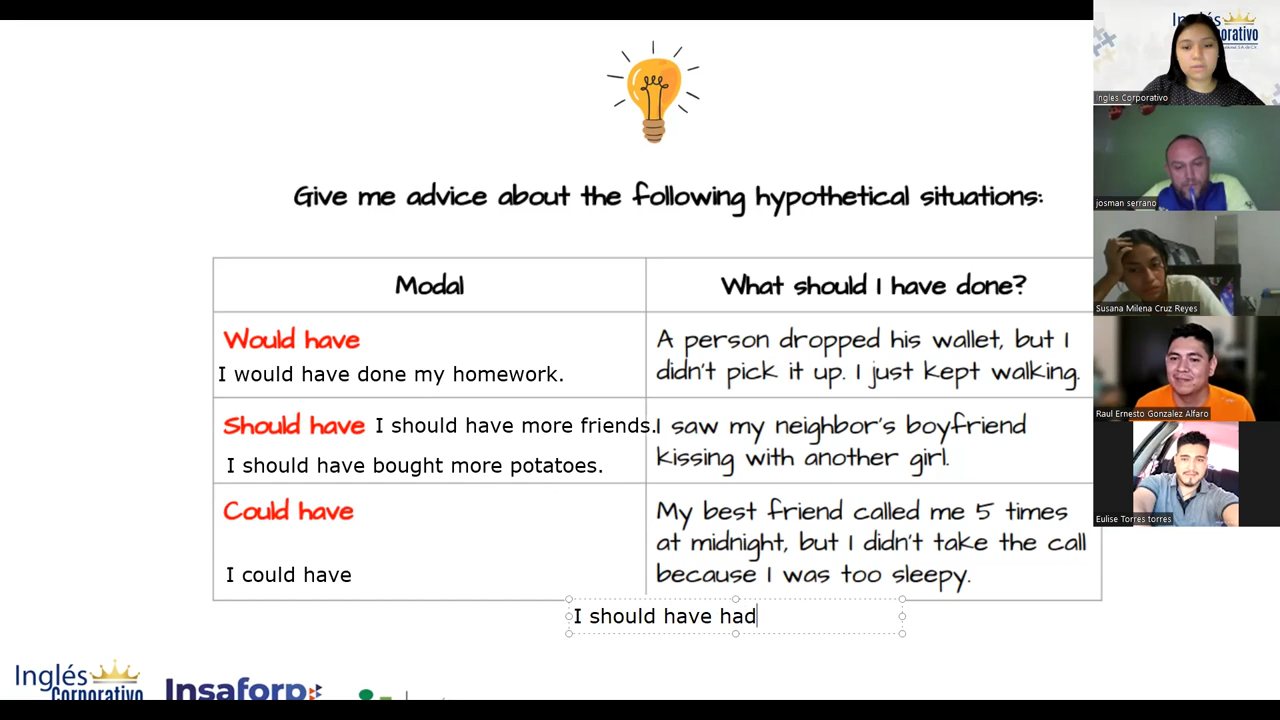 Give me advice about the following hypothetical situations:
Modal
What should I have done?
Would have
I would have done my homework.
A person dropped his wallet, but I
didn't pick it up. I just kept walking.
Should have
I should have more friends.
I should have bought more potatoes.
I saw my neighbor's boyfriend
kissing with another girl.
Could have
I could have
My best friend called me 5 times
at midnight, but I didn't take the call
because I was too sleepy.
I should have had
Inglés
Corporativo
Insaforp
Inglés Corporativo
josman serrano
Susana Milena Cruz Reyes
Raul Ernesto Gonzalez Alfaro
Eulise Torres torres